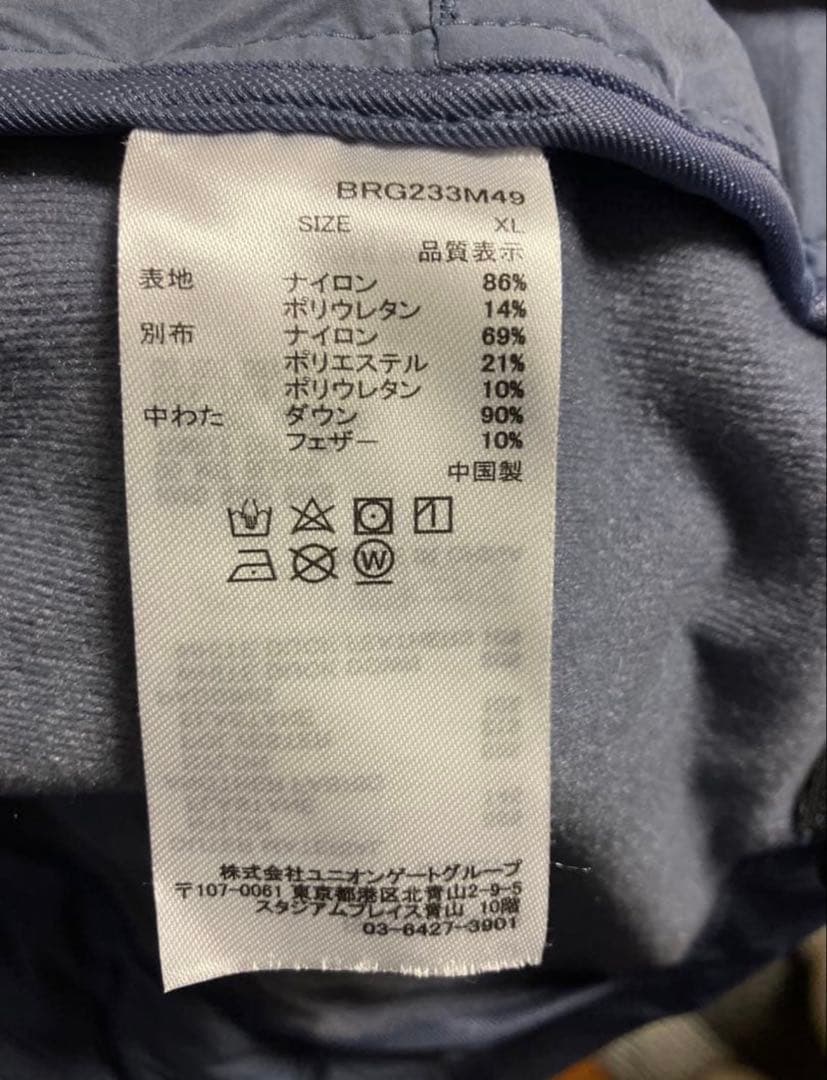 BRG233M49
SIZE XL
品質表示
表地 ナイロン 86%
ポリウレタン 14%
別布 ナイロン 69%
ポリエステル 21%
ポリウレタン 10%
中わた ダウン 90%
フェザー 10%
中国製
W
株式会社ユニオンゲートグループ
〒107-0061 東京都港区北青山2-9-5
スタジアムプレイス青山 10階
03-6427-3901